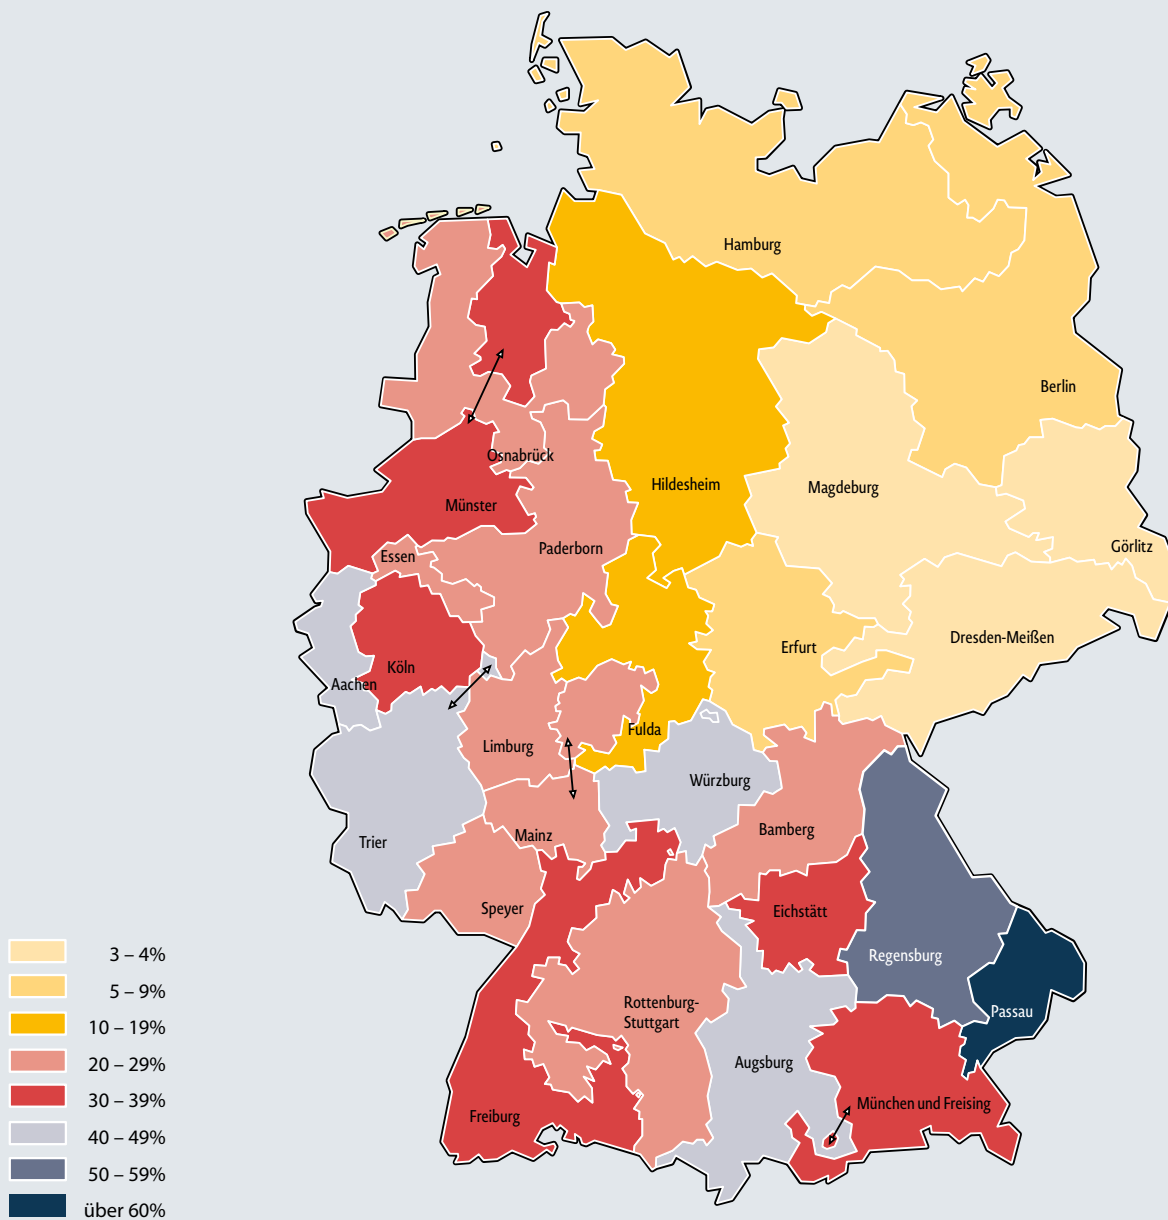 Hamburg
Berlin
Osnabrück
Hildesheim
Magdeburg
Münster
Görlitz
Paderborn
Essen
Dresden-Meißen
Erfurt
Köln
Aachen
Fulda
Limburg
Würzburg
Bamberg
Mainz
Trier
Speyer
Eichstätt
Regensburg
Rottenburg-
Stuttgart
Passau
Augsburg
München und Freising
Freiburg
3 – 4%
5 – 9%
10 – 19%
20 – 29%
30 – 39%
40 – 49%
50 – 59%
über 60%